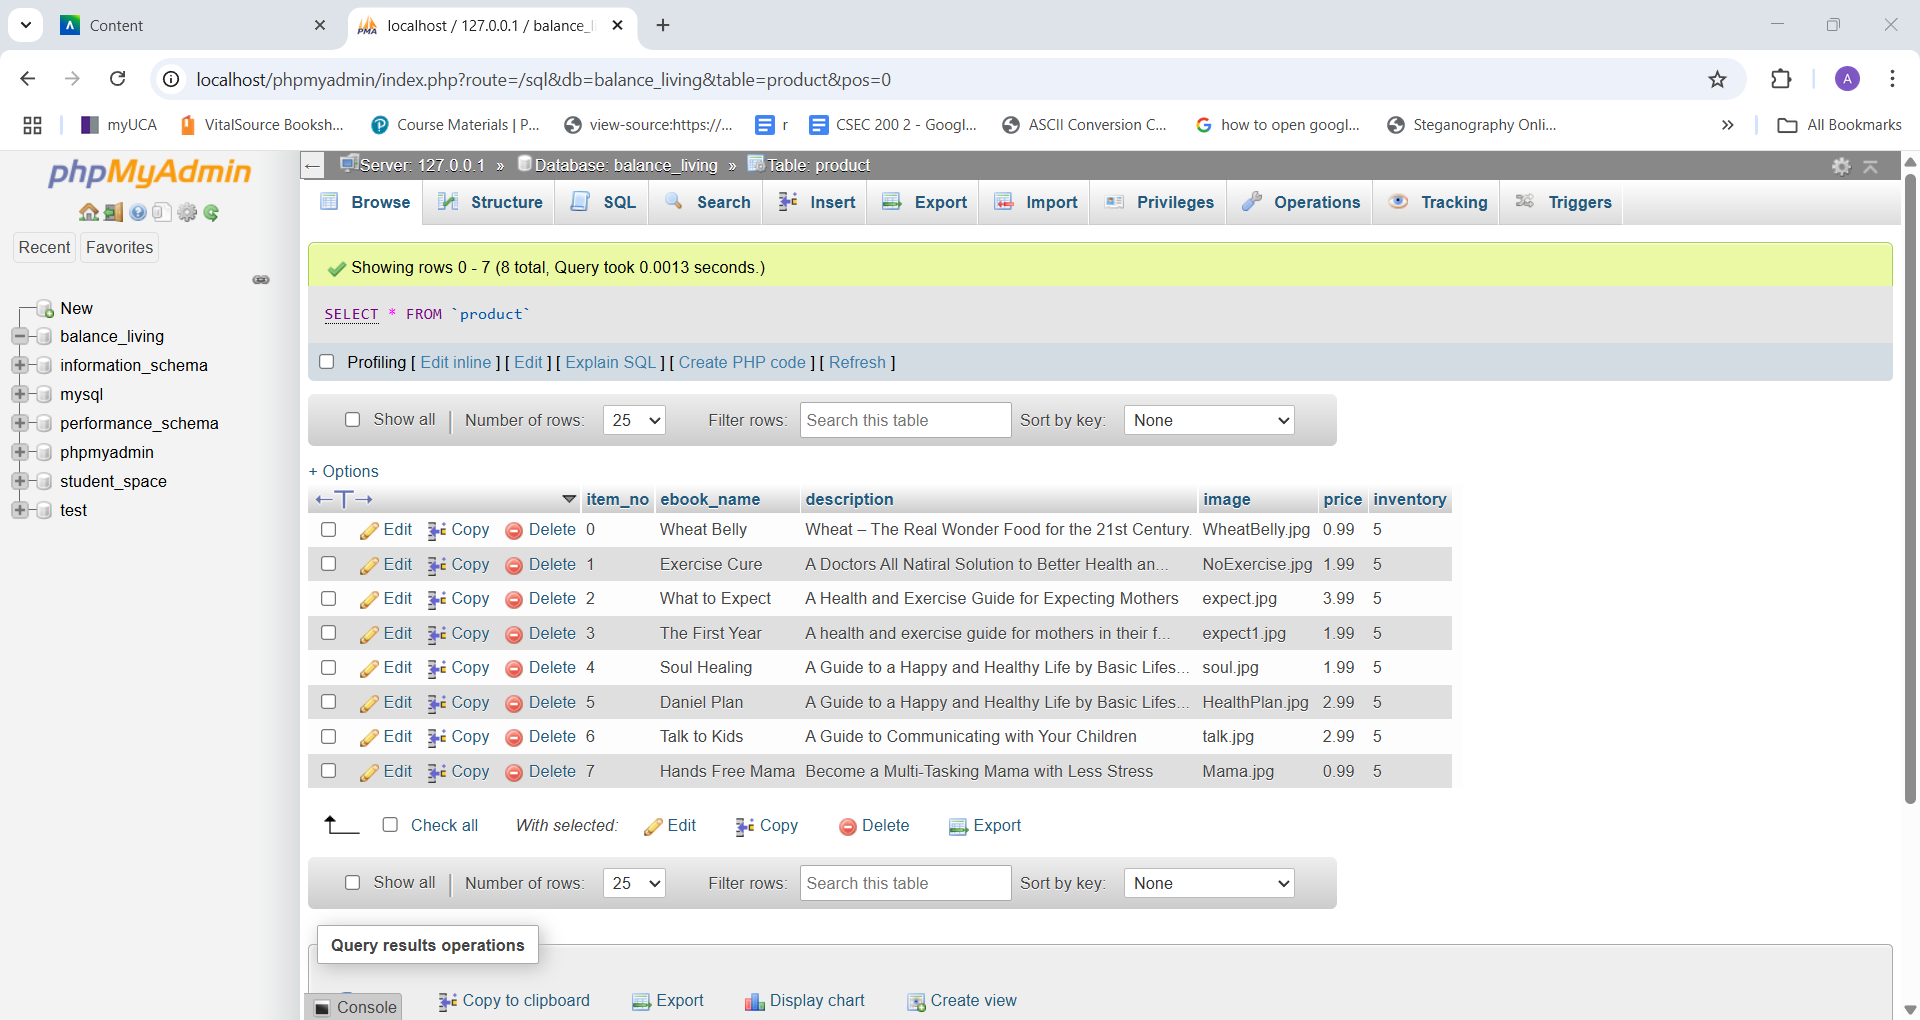 Content
localhost / 127.0.0.1 / balance_l
localhost/phpmyadmin/index.php?route=/sql&db=balance_living&table=product&pos=0
A
myUCA VitalSource Booksh... Course Materials | P... view-source:https://... r CSEC 200 2 - Googl... ASCII Conversion C... how to open googl... Steganography Onli... » All Bookmarks
phpMyAdmin
Recent Favorites
New
balance_living
information_schema
mysql
performance_schema
phpmyadmin
student_space
test
Server: 127.0.0.1 » Database: balance_living » Table: product
Browse Structure SQL Search Insert Export Import Privileges Operations Tracking Triggers
Showing rows 0 - 7 (8 total, Query took 0.0013 seconds.)
SELECT * FROM `product`
Profiling [ Edit inline ] [ Edit ] [ Explain SQL ] [ Create PHP code ] [ Refresh ]
Show all Number of rows: 25 Filter rows: Search this table Sort by key: None
+ Options
item_no ebook_name description image price inventory
Edit Copy Delete 0 Wheat Belly Wheat – The Real Wonder Food for the 21st Century. WheatBelly.jpg 0.99 5
Edit Copy Delete 1 Exercise Cure A Doctors All Natiral Solution to Better Health an... NoExercise.jpg 1.99 5
Edit Copy Delete 2 What to Expect A Health and Exercise Guide for Expecting Mothers expect.jpg 3.99 5
Edit Copy Delete 3 The First Year A health and exercise guide for mothers in their f... expect1.jpg 1.99 5
Edit Copy Delete 4 Soul Healing A Guide to a Happy and Healthy Life by Basic Lifes... soul.jpg 1.99 5
Edit Copy Delete 5 Daniel Plan A Guide to a Happy and Healthy Life by Basic Lifes... HealthPlan.jpg 2.99 5
Edit Copy Delete 6 Talk to Kids A Guide to Communicating with Your Children talk.jpg 2.99 5
Edit Copy Delete 7 Hands Free Mama Become a Multi-Tasking Mama with Less Stress Mama.jpg 0.99 5
Check all With selected: Edit Copy Delete Export
Show all Number of rows: 25 Filter rows: Search this table Sort by key: None
Query results operations
Copy to clipboard Export Display chart Create view
Console